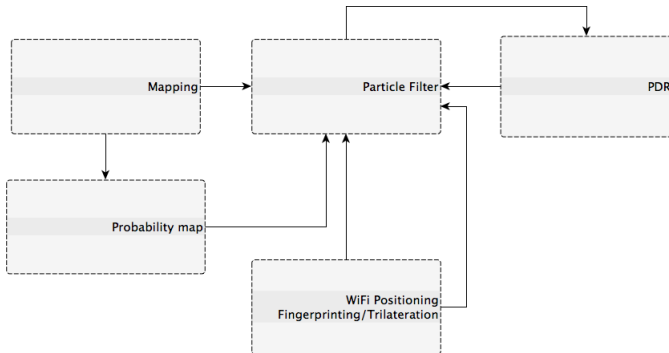 Mapping
Particle Filter
PDR
Probability map
WiFi Positioning
Fingerprinting/Trilateration